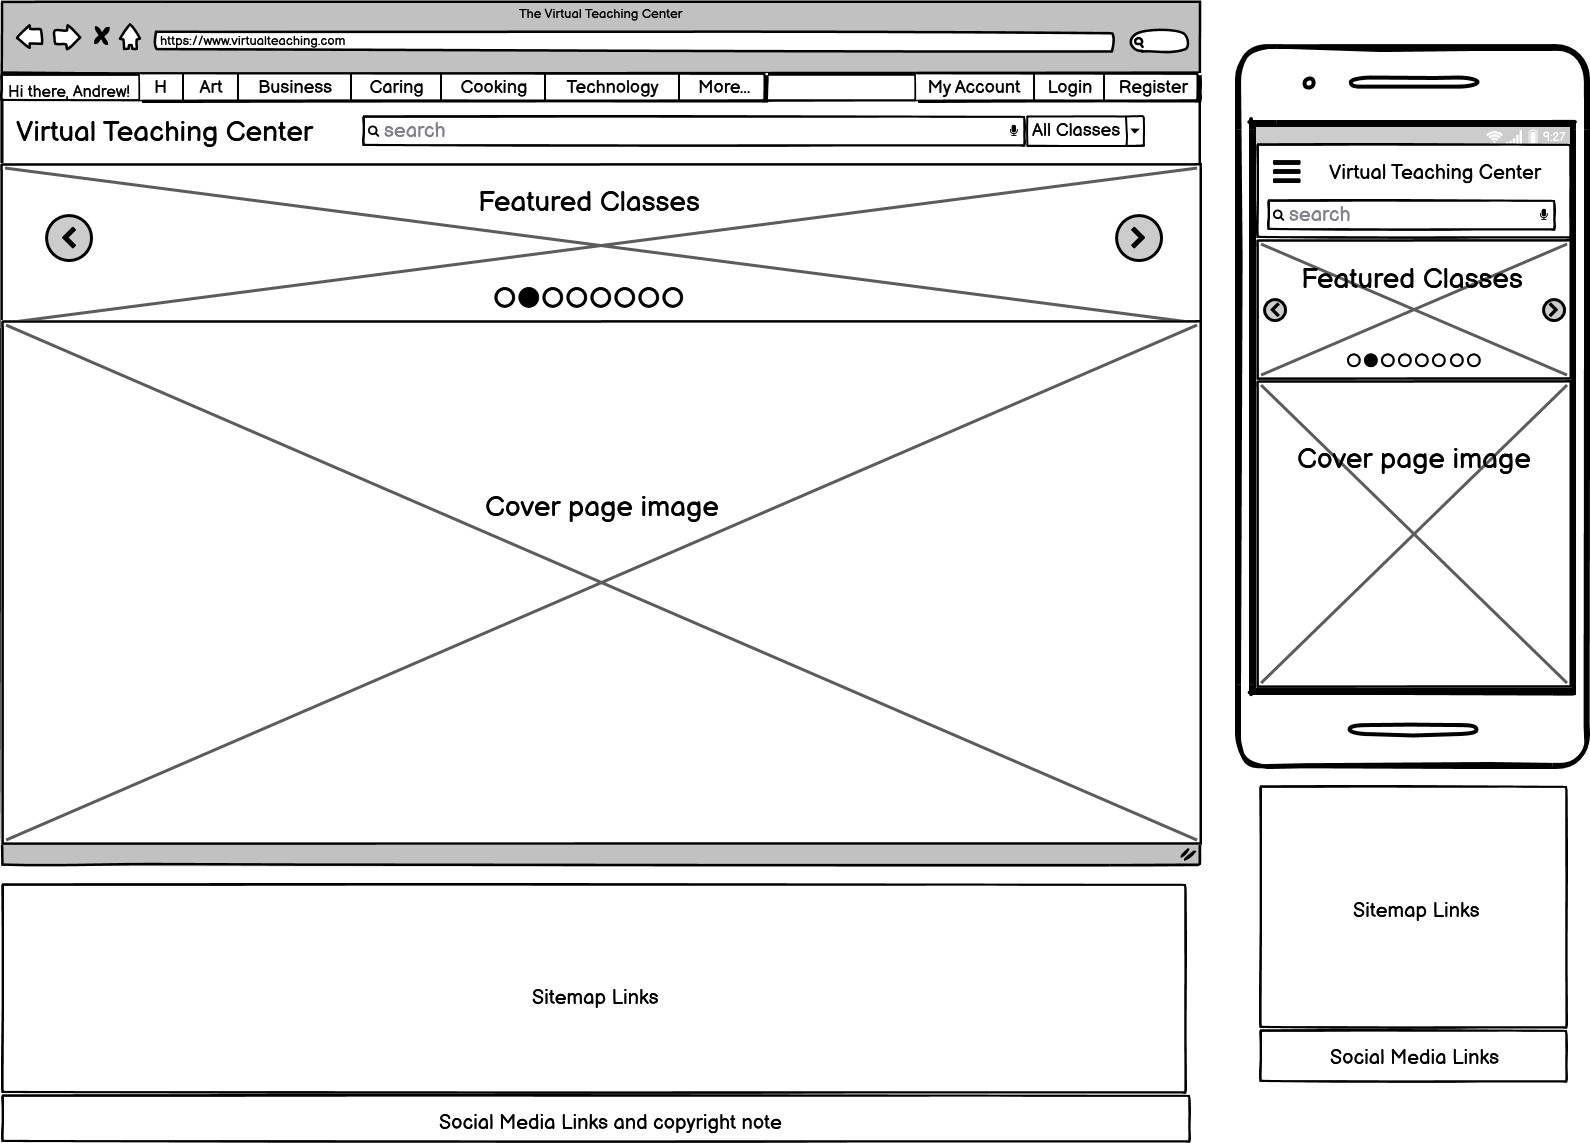 The Virtual Teaching Center
https://www.virtualteaching.com
Hi there, Andrew! H Art Business Caring Cooking Technology More... My Account Login Register
Virtual Teaching Center search All Classes
Featured Classes
Cover page image
Sitemap Links
Social Media Links and copyright note
9:27
Virtual Teaching Center
search
Featured Classes
Cover page image
Sitemap Links
Social Media Links